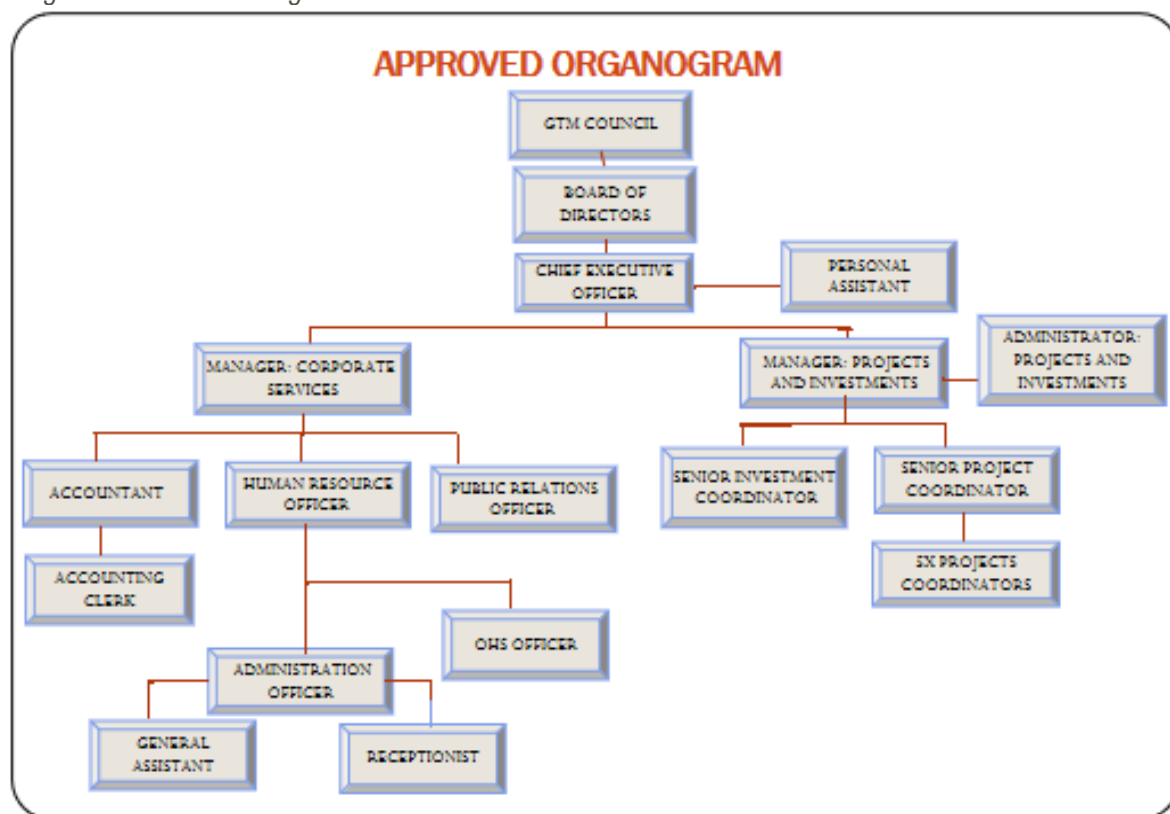 APPROVED ORGANOGRAM
GTM COUNCIL
BOARD OF
DIRECTORS
CHIEF EXECUTIVE
OFFICER
PERSONAL
ASSISTANT
MANAGER: CORPORATE
SERVICES
MANAGER: PROJECTS
AND INVESTMENTS
ADMINISTRATOR:
PROJECTS AND
INVESTMENTS
ACCOUNTANT
HUMAN RESOURCE
OFFICER
PUBLIC RELATIONS
OFFICER
SENIOR INVESTMENT
COORDINATOR
SENIOR PROJECT
COORDINATOR
ACCOUNTING
CLERK
PROJECTS
COORDINATORS
OHS OFFICER
ADMINISTRATION
OFFICER
GENERAL
ASSISTANT
RECEPTIONIST